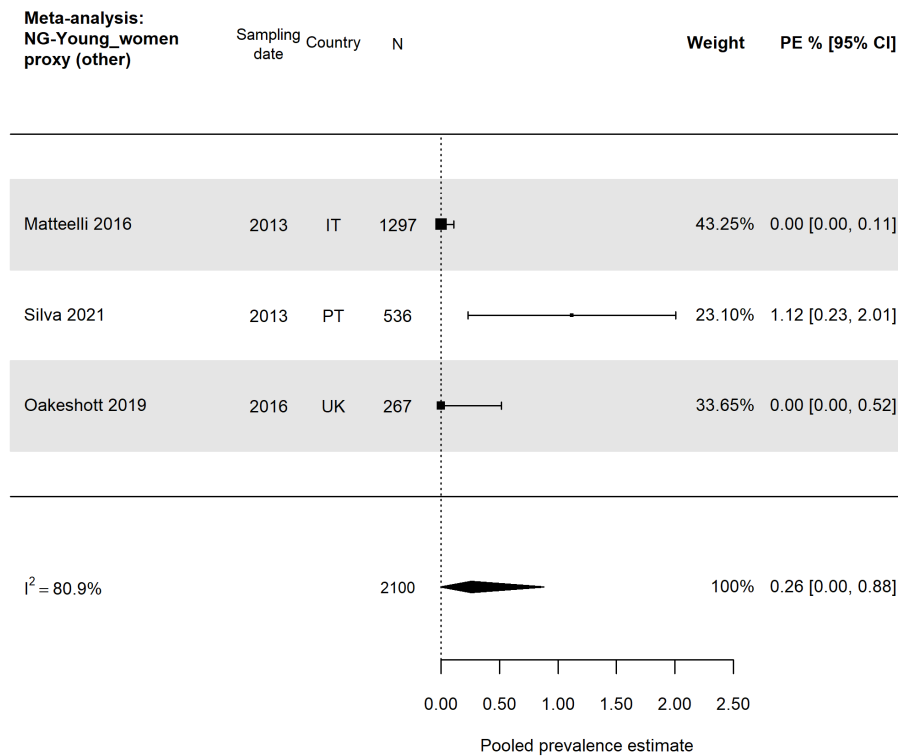 Meta-analysis:
NG-Young_women
proxy (other)
Sampling
date
Country
N
Weight
PE % [95% CI]
Matteelli 2016 2013 IT 1297 43.25% 0.00 [0.00, 0.11]
Silva 2021 2013 PT 536 23.10% 1.12 [0.23, 2.01]
Oakeshott 2019 2016 UK 267 33.65% 0.00 [0.00, 0.52]
I² = 80.9% 2100 100% 0.26 [0.00, 0.88]
0.00 0.50 1.00 1.50 2.00 2.50
Pooled prevalence estimate